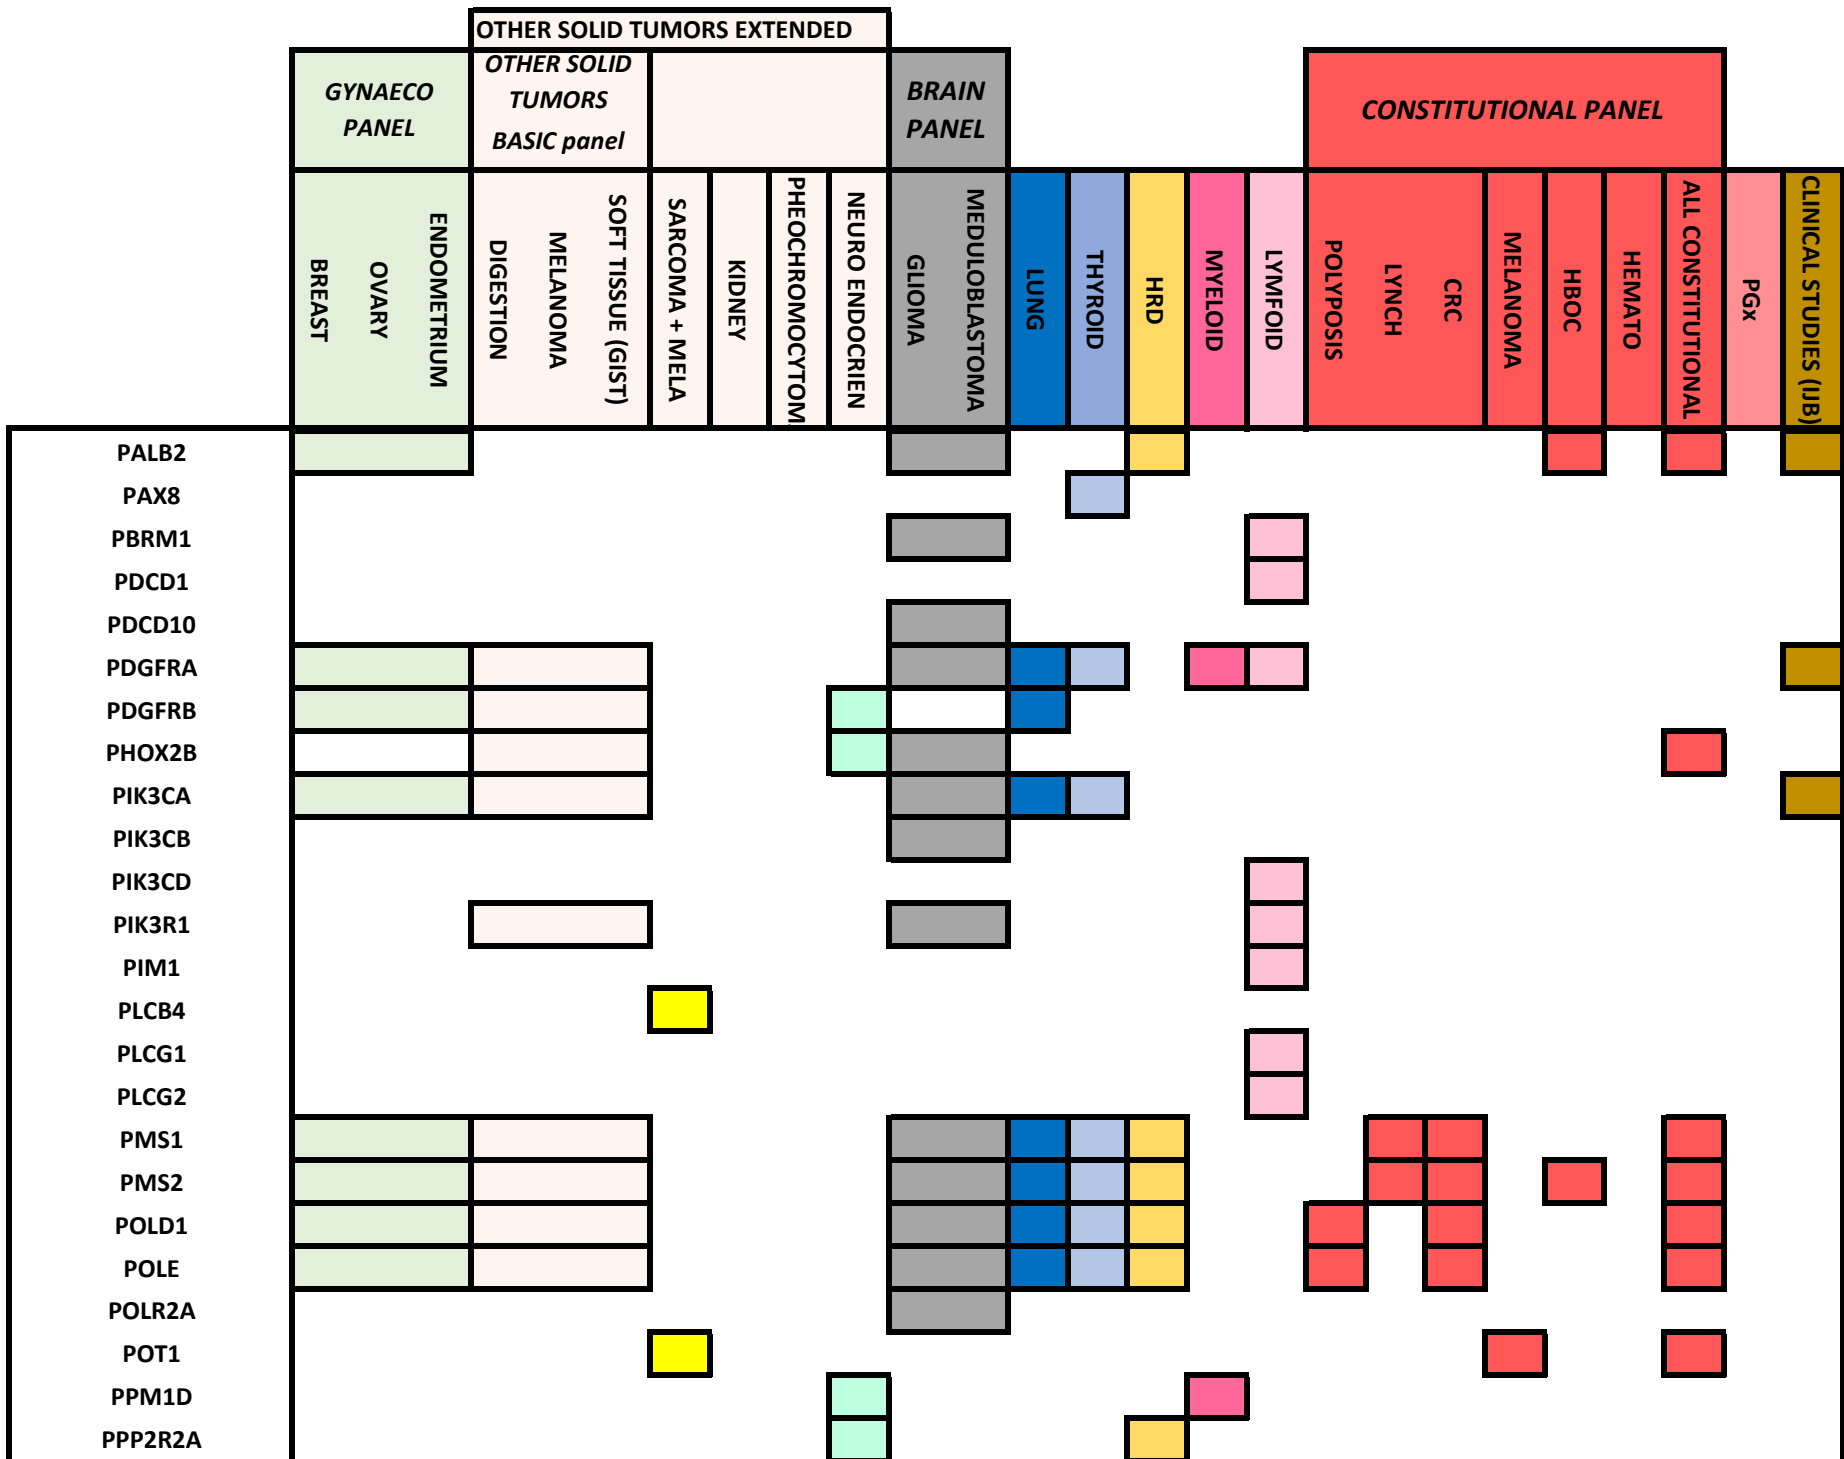 OTHER SOLID TUMORS EXTENDED
GYNAECO
PANEL
OTHER SOLID
TUMORS
BASIC panel
BRAIN
PANEL
CONSTITUTIONAL PANEL
BREAST
OVARY
ENDOMETRIUM
DIGESTION
MELANOMA
SOFT TISSUE (GIST)
SARCOMA + MELA
KIDNEY
PHEOCHROMOCYTOM
NEURO ENDOCRIEN
GLIOMA
MEDULOBLASTOMA
LUNG
THYROID
HRD
MYELOID
LYMFOID
POLYPOSIS
LYNCH
CRC
MELANOMA
HBOC
HEMATO
ALL CONSTITUTIONAL
PGx
CLINICAL STUDIES (IJB)
PALB2
PAX8
PBRM1
PDCD1
PDCD10
PDGFRA
PDGFRB
PHOX2B
PIK3CA
PIK3CB
PIK3CD
PIK3R1
PIM1
PLCB4
PLCG1
PLCG2
PMS1
PMS2
POLD1
POLE
POLR2A
POT1
PPM1D
PPP2R2A